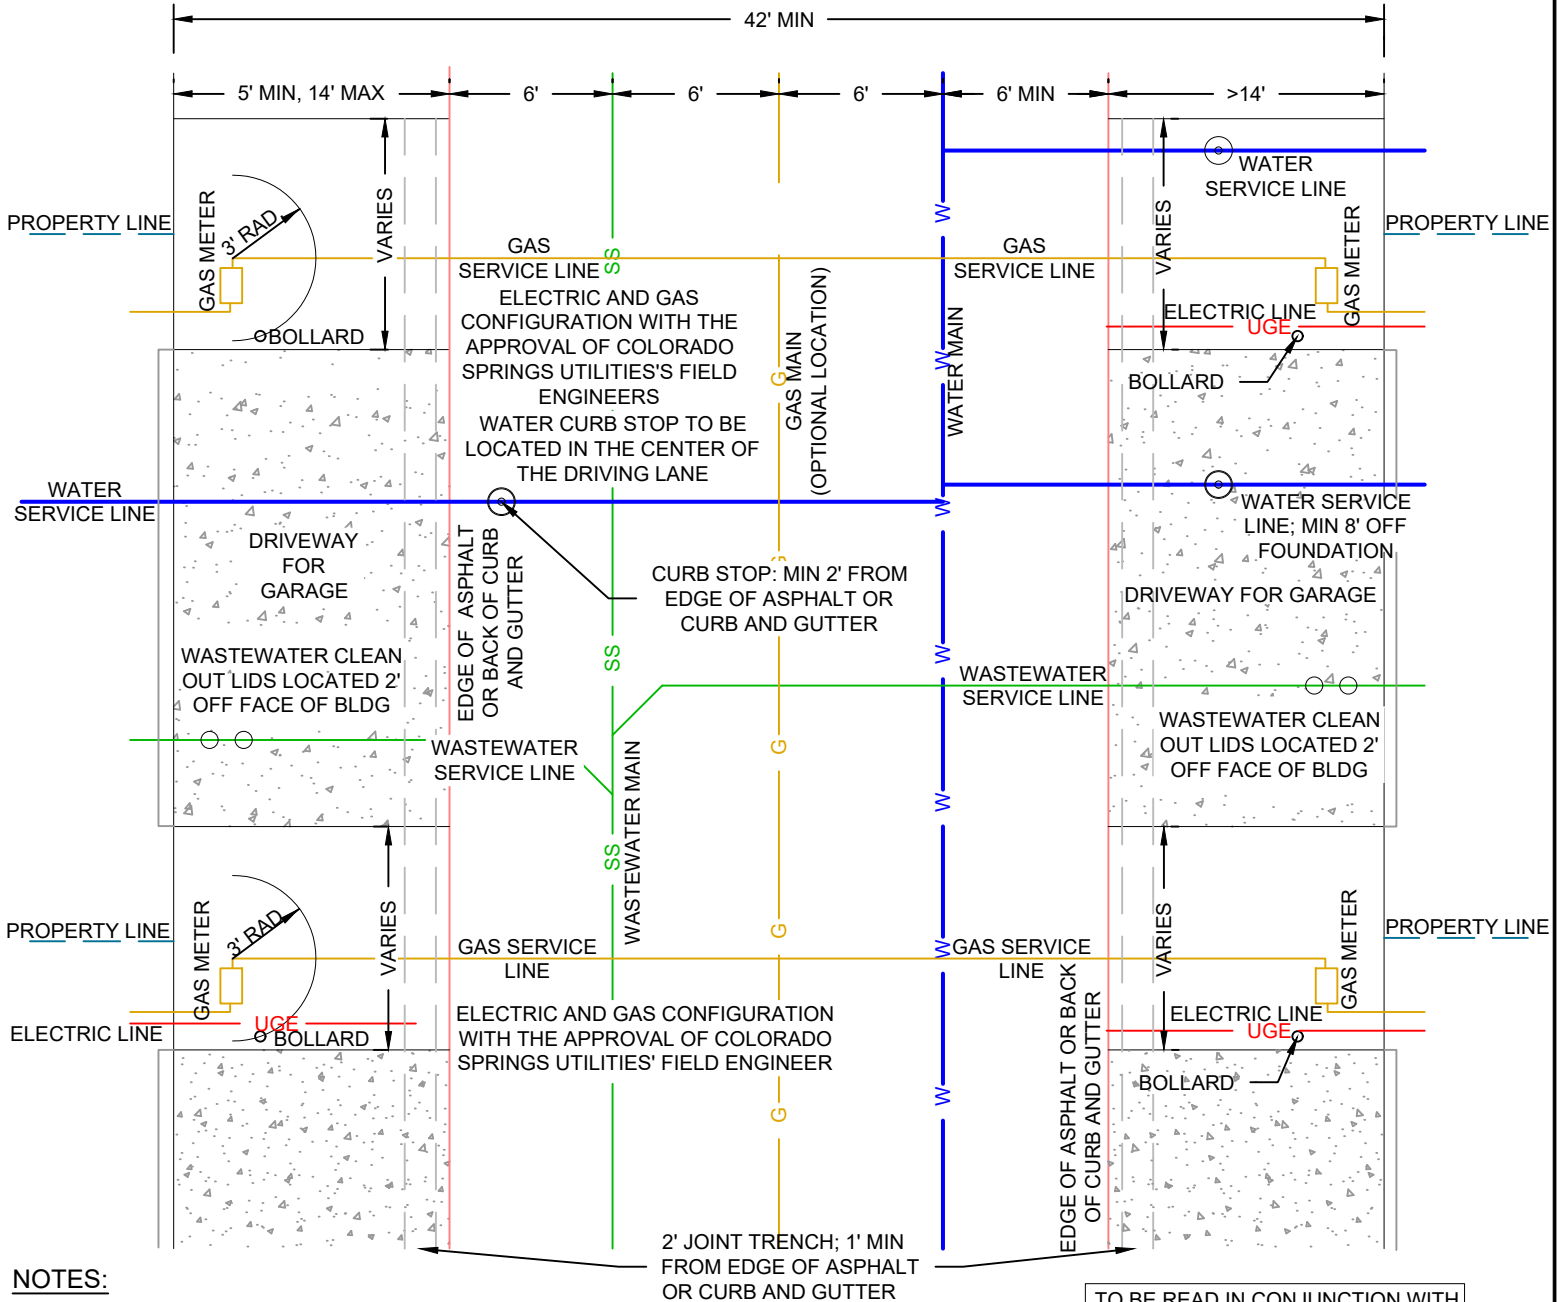 42' MIN
5' MIN, 14' MAX
6'
6'
6'
6' MIN
>14'
WATER
SERVICE LINE
PROPERTY LINE
GAS METER
3' RAD
VARIES
GAS
SERVICE LINE
SS
W
GAS
SERVICE LINE
VARIES
GAS METER
PROPERTY LINE
BOLLARD
ELECTRIC AND GAS
CONFIGURATION WITH THE
APPROVAL OF COLORADO
SPRINGS UTILITIES'S FIELD
ENGINEERS
WATER CURB STOP TO BE
LOCATED IN THE CENTER OF
THE DRIVING LANE
G
GAS MAIN
(OPTIONAL LOCATION)
W
WATER MAIN
ELECTRIC LINE
UGE
BOLLARD
WATER
SERVICE LINE
W
WATER SERVICE
LINE; MIN 8' OFF
FOUNDATION
DRIVEWAY
FOR
GARAGE
EDGE OF ASPHALT
OR BACK OF CURB
AND GUTTER
G
CURB STOP: MIN 2' FROM
EDGE OF ASPHALT OR
CURB AND GUTTER
DRIVEWAY FOR GARAGE
WASTEWATER CLEAN
OUT LIDS LOCATED 2'
OFF FACE OF BLDG
SS
W
WASTEWATER
SERVICE LINE
WASTEWATER CLEAN
OUT LIDS LOCATED 2'
OFF FACE OF BLDG
WASTEWATER
SERVICE LINE
G
W
SS
WASTEWATER MAIN
PROPERTY LINE
GAS METER
3' RAD
VARIES
GAS SERVICE
LINE
G
W
GAS SERVICE
LINE
VARIES
GAS METER
PROPERTY LINE
ELECTRIC LINE
UGE
BOLLARD
ELECTRIC AND GAS CONFIGURATION
WITH THE APPROVAL OF COLORADO
SPRINGS UTILITIES' FIELD ENGINEER
G
W
EDGE OF ASPHALT OR BACK
OF CURB AND GUTTER
ELECTRIC LINE
UGE
BOLLARD
2' JOINT TRENCH; 1' MIN
FROM EDGE OF ASPHALT
OR CURB AND GUTTER
NOTES:
TO BE READ IN CONJUNCTION WITH